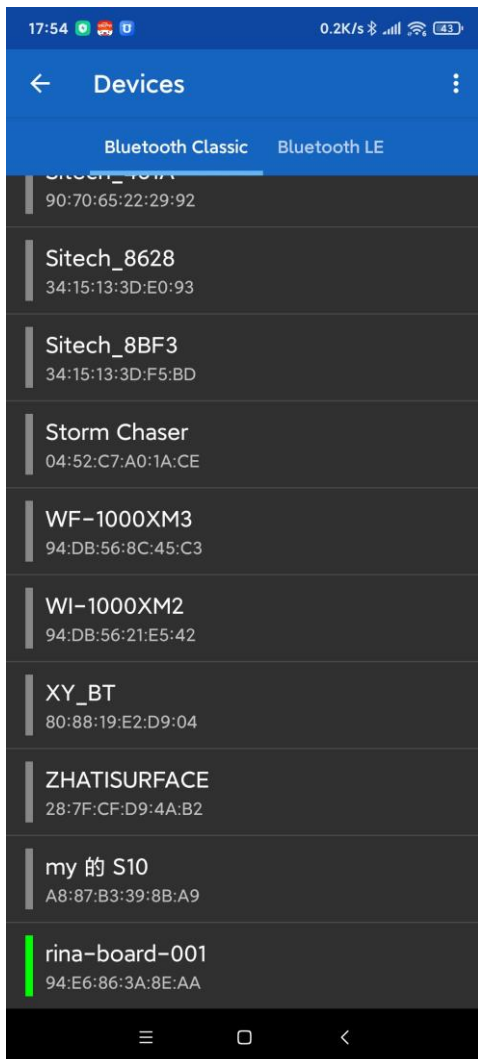 17:54
0.2K/s
43
Devices
Bluetooth Classic Bluetooth LE
90:70:65:22:29:92
Sitech_8628
34:15:13:3D:E0:93
Sitech_8BF3
34:15:13:3D:F5:BD
Storm Chaser
04:52:C7:A0:1A:CE
WF-1000XM3
94:DB:56:8C:45:C3
WI-1000XM2
94:DB:56:21:E5:42
XY_BT
80:88:19:E2:D9:04
ZHATISURFACE
28:7F:CF:D9:4A:B2
my 的 S10
A8:87:B3:39:8B:A9
rina-board-001
94:E6:86:3A:8E:AA